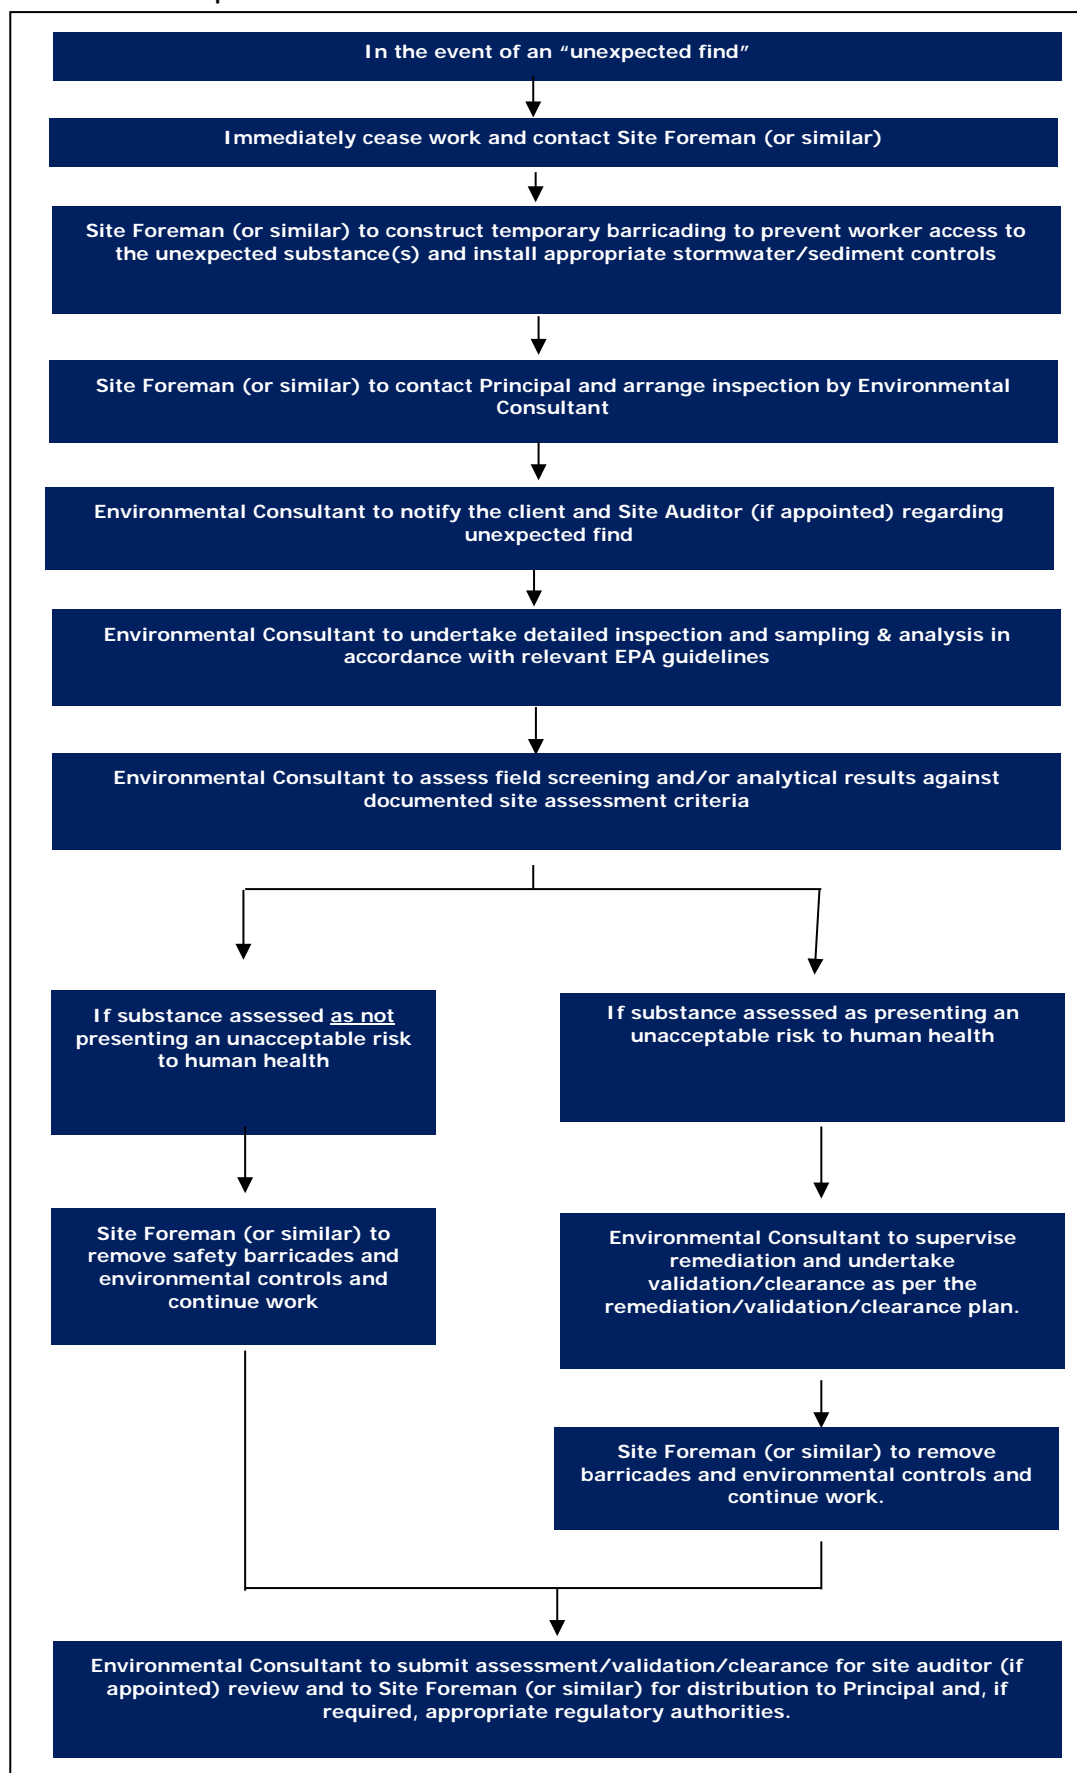 In the event of an “unexpected find”
Immediately cease work and contact Site Foreman (or similar)
Site Foreman (or similar) to construct temporary barricading to prevent worker access to
the unexpected substance(s) and install appropriate stormwater/sediment controls
Site Foreman (or similar) to contact Principal and arrange inspection by Environmental
Consultant
Environmental Consultant to notify the client and Site Auditor (if appointed) regarding
unexpected find
Environmental Consultant to undertake detailed inspection and sampling & analysis in
accordance with relevant EPA guidelines
Environmental Consultant to assess field screening and/or analytical results against
documented site assessment criteria
If substance assessed as not
presenting an unacceptable risk
to human health
If substance assessed as presenting an
unacceptable risk to human health
Site Foreman (or similar) to
remove safety barricades and
environmental controls and
continue work
Environmental Consultant to supervise
remediation and undertake
validation/clearance as per the
remediation/validation/clearance plan.
Site Foreman (or similar) to remove
barricades and environmental controls and
continue work.
Environmental Consultant to submit assessment/validation/clearance for site auditor (if
appointed) review and to Site Foreman (or similar) for distribution to Principal and, if
required, appropriate regulatory authorities.